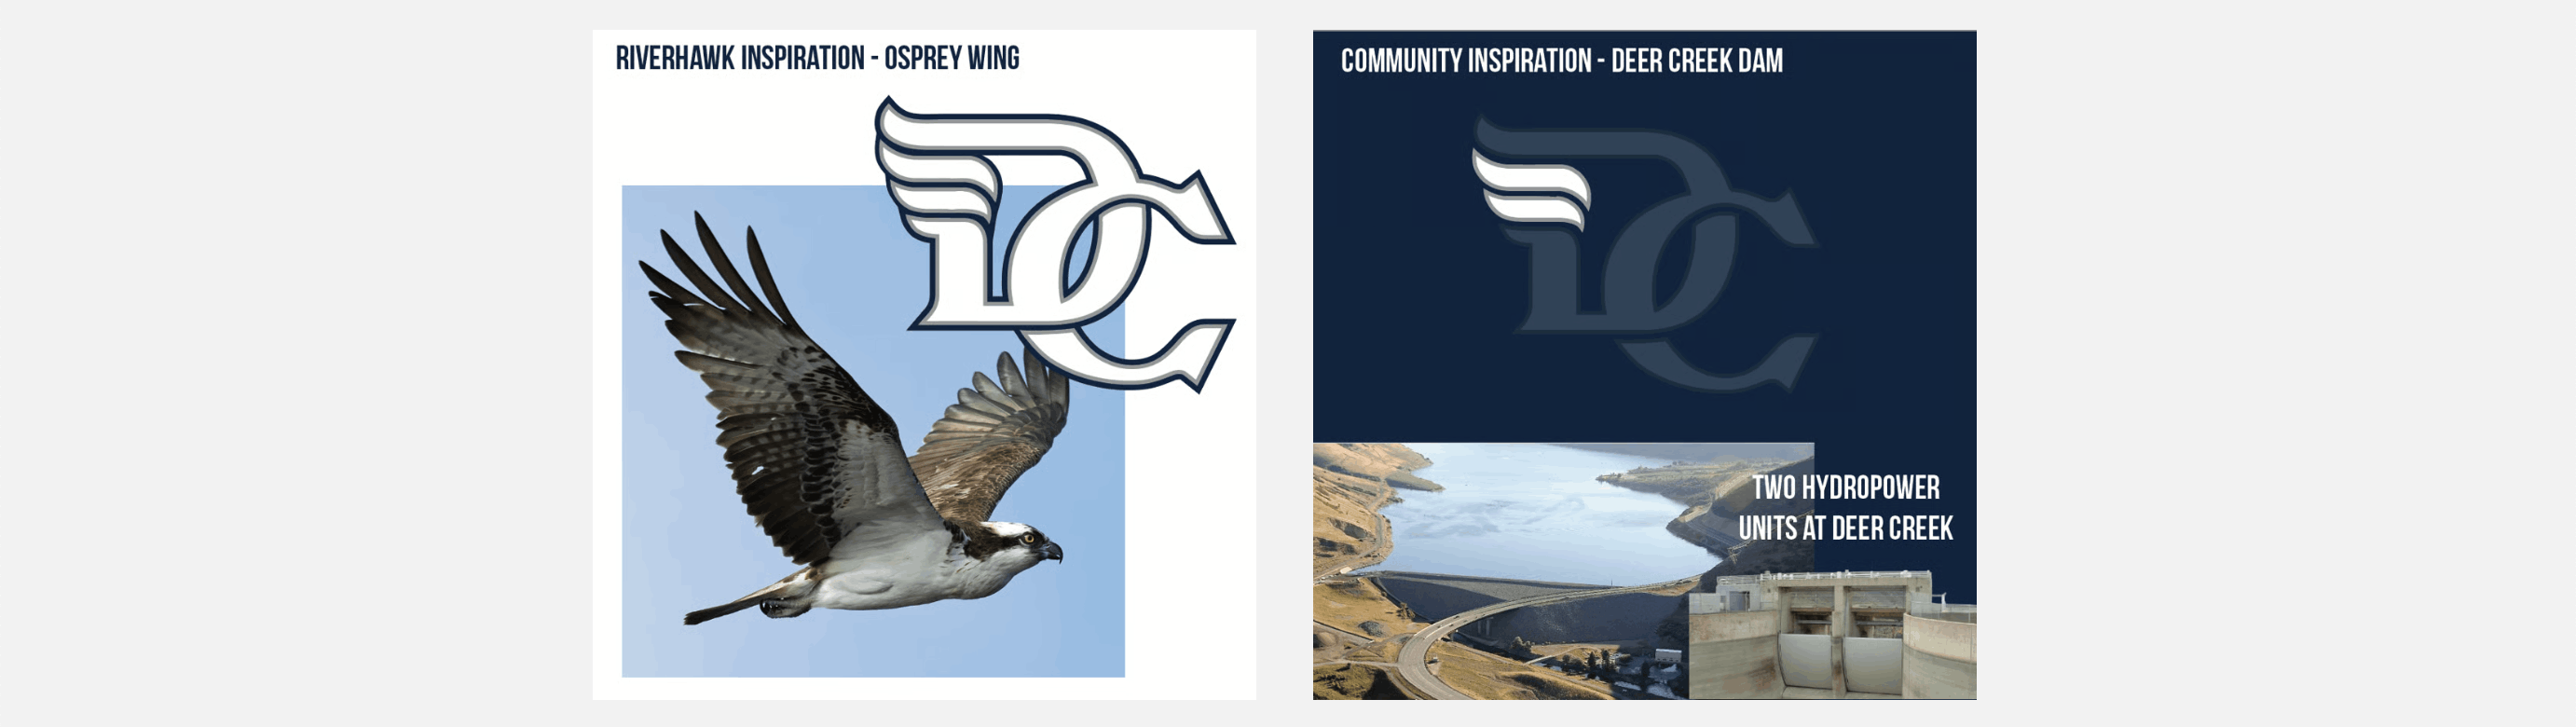 RIVERHAWK INSPIRATION - OSPREY WING
DC
COMMUNITY INSPIRATION - DEER CREEK DAM
DC
TWO HYDROPOWER
UNITS AT DEER CREEK